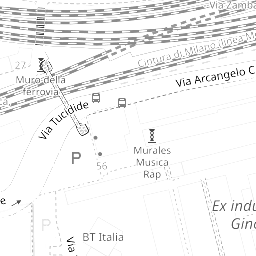 Via Zamba
Cintura di Milano (linea M
27
Muro della
ferrovia
Via Arcangelo C
Via Tucidide
P
Murales
Musica
Rap
56
Ex indu
Gino
e
P
BT Italia
Via